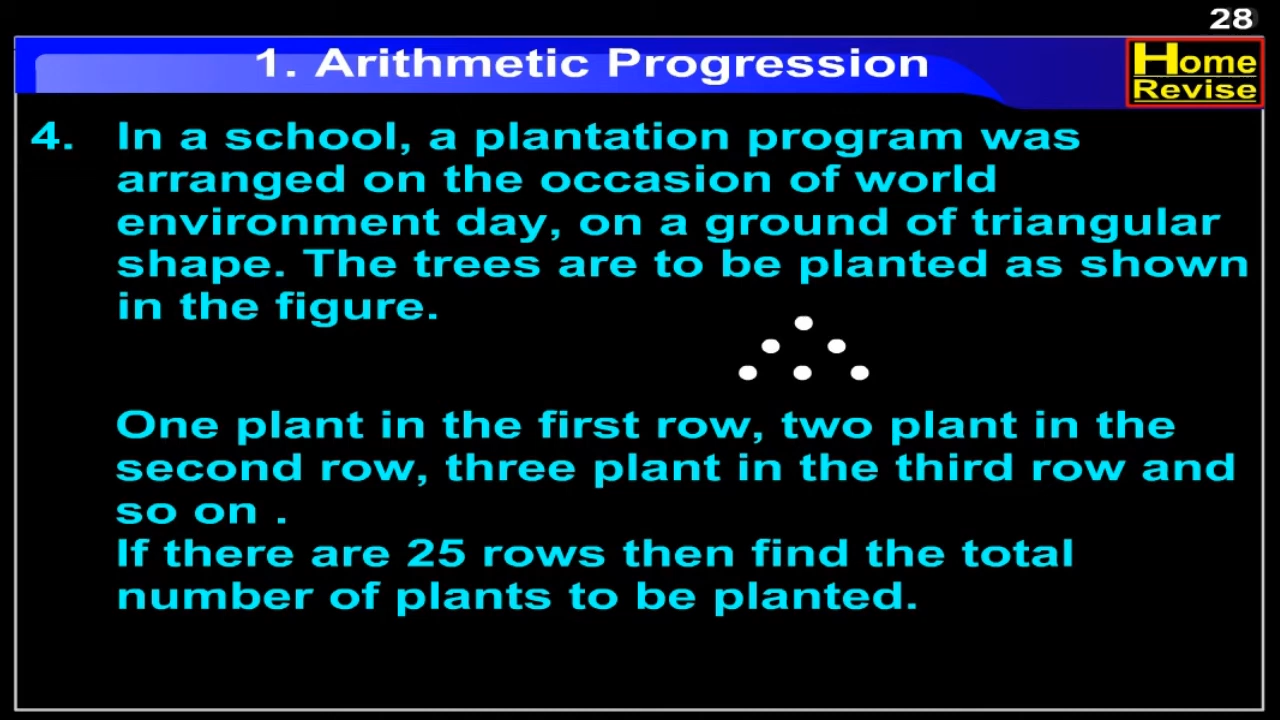 28
1. Arithmetic Progression
Home
Revise
4. In a school, a plantation program was
arranged on the occasion of world
environment day, on a ground of triangular
shape. The trees are to be planted as shown
in the figure.
One plant in the first row, two plant in the
second row, three plant in the third row and
so on .
If there are 25 rows then find the total
number of plants to be planted.